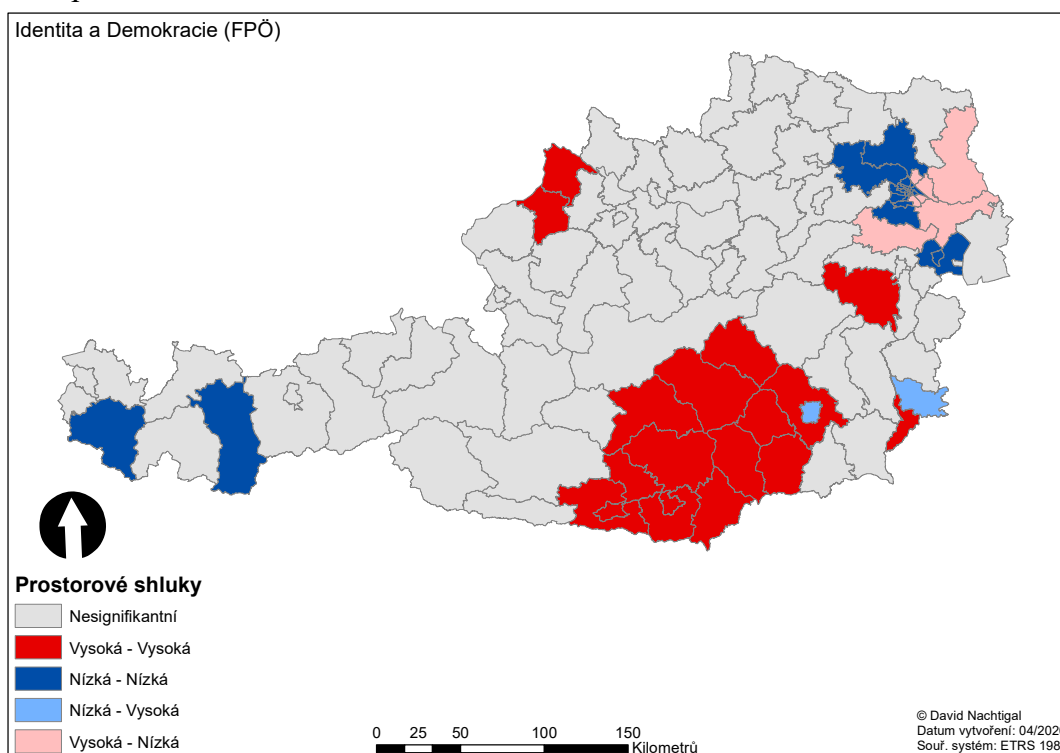 Identita a Demokracie (FPÖ)
Prostorové shluky
Nesignifikantní
Vysoká - Vysoká
Nízká - Nízká
Nízká - Vysoká
Vysoká - Nízká
0 25 50 100 150
Kilometrů
© David Nachtigal
Datum vytvoření: 04/202
Souř. systém: ETRS 198